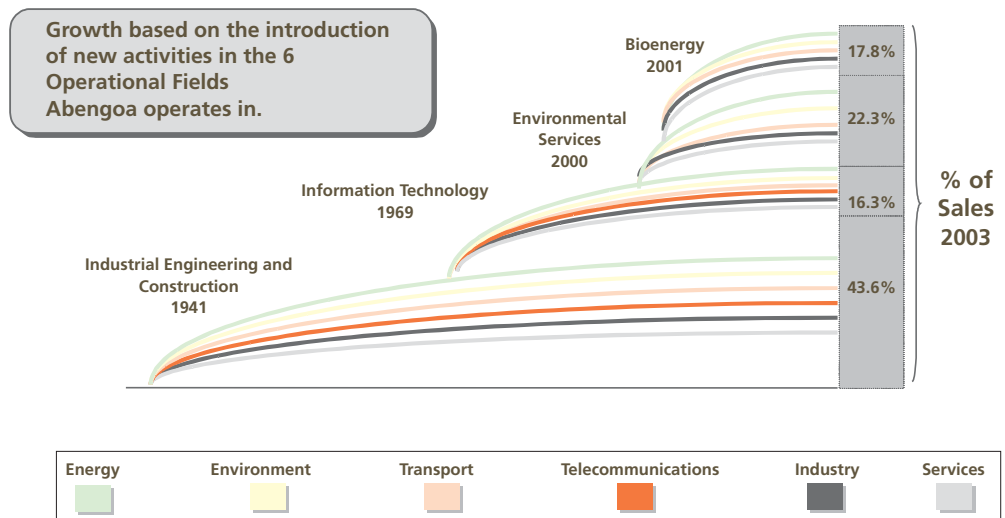 Growth based on the introduction
of new activities in the 6
Operational Fields
Abengoa operates in.
Bioenergy
2001
17.8%
Environmental
Services
2000
22.3%
Information Technology
1969
16.3%
% of
Sales
2003
Industrial Engineering and
Construction
1941
43.6%
Energy
Environment
Transport
Telecommunications
Industry
Services